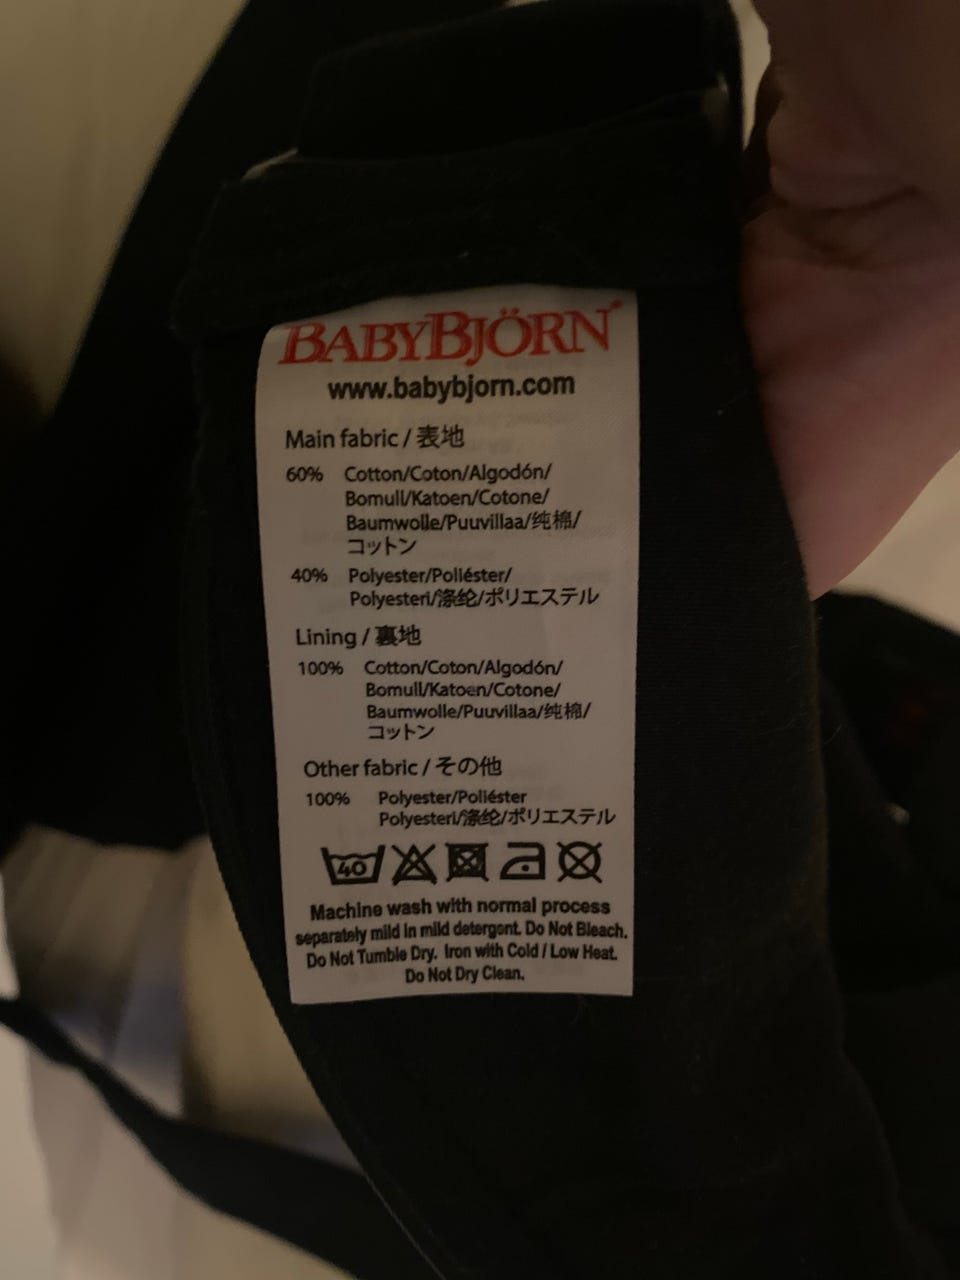 BABYBJÖRN®
www.babybjorn.com
Main fabric / 表地
60% Cotton/Coton/Algodón/
Bomull/Katoen/Cotone/
Baumwolle/Puuvillaa/纯棉/
コットン
40% Polyester/Poliéster/
Polyesteri/涤纶/ポリエステル
Lining / 裏地
100% Cotton/Coton/Algodón/
Bomull/Katoen/Cotone/
Baumwolle/Puuvillaa/纯棉/
コットン
Other fabric / その他
100% Polyester/Poliéster
Polyesteri/涤纶/ポリエステル
40
Machine wash with normal process
separately mild in mild detergent. Do Not Bleach.
Do Not Tumble Dry. Iron with Cold / Low Heat.
Do Not Dry Clean.